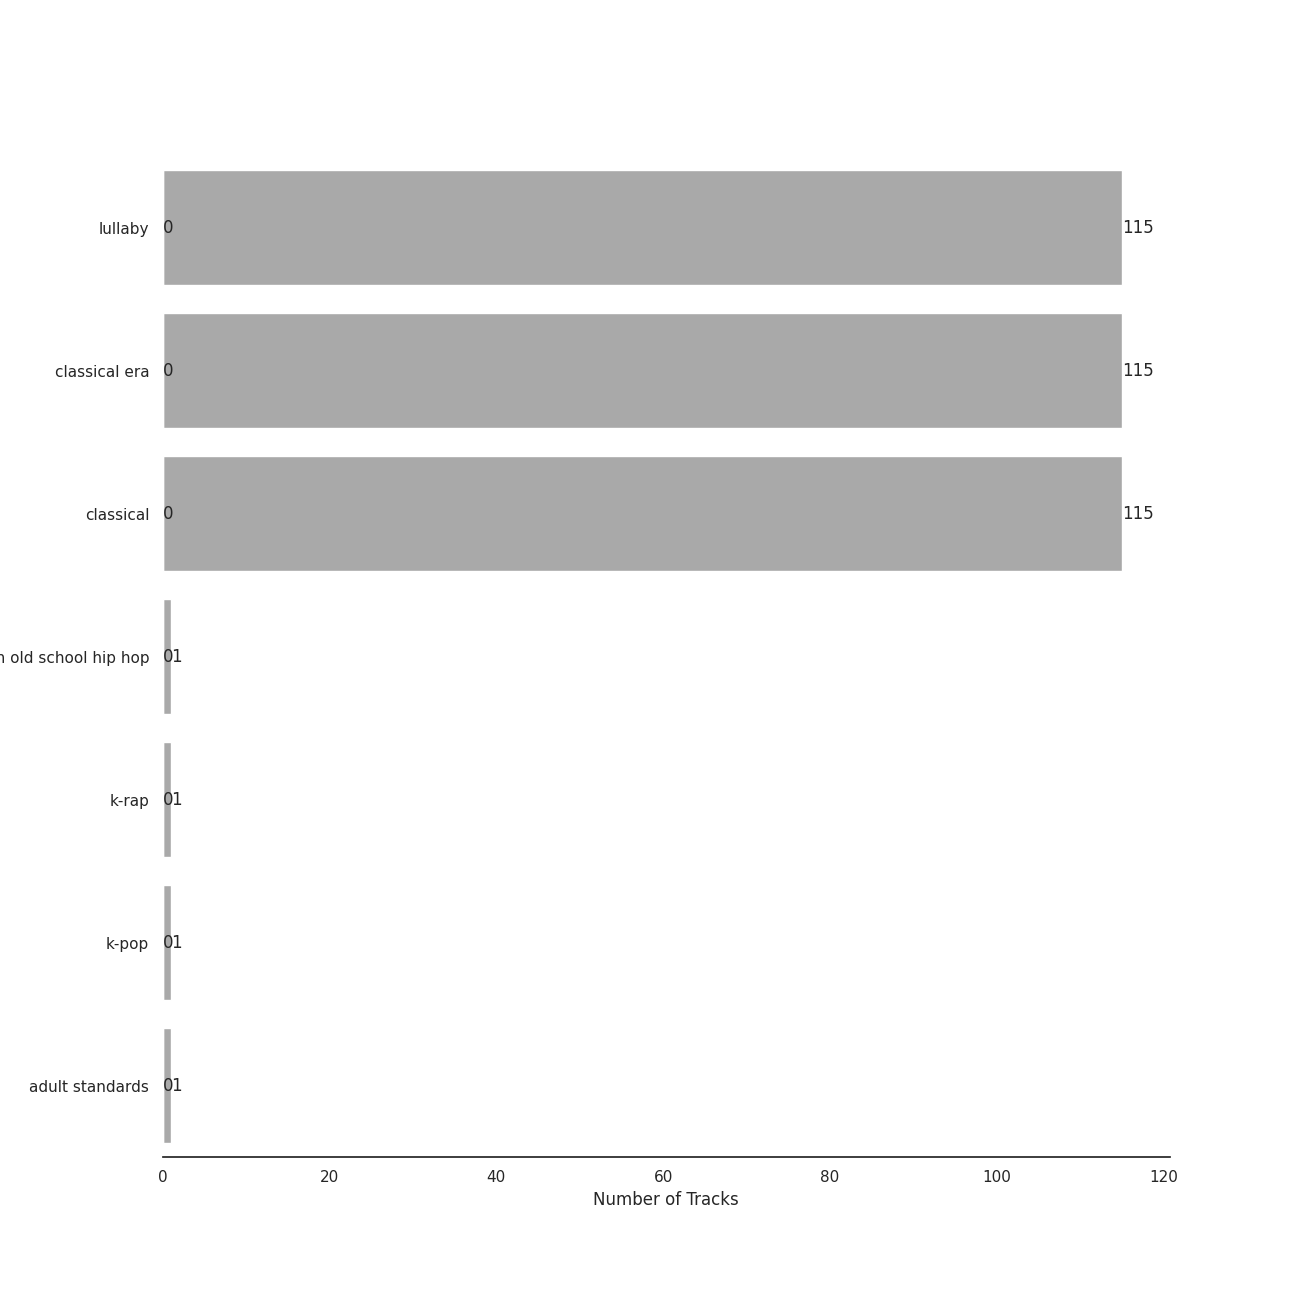 lullaby 0 115
classical era 0 115
classical 0 115
old school hip hop 01
k-rap 01
k-pop 01
adult standards 01
0 20 40 60 80 100 120
Number of Tracks